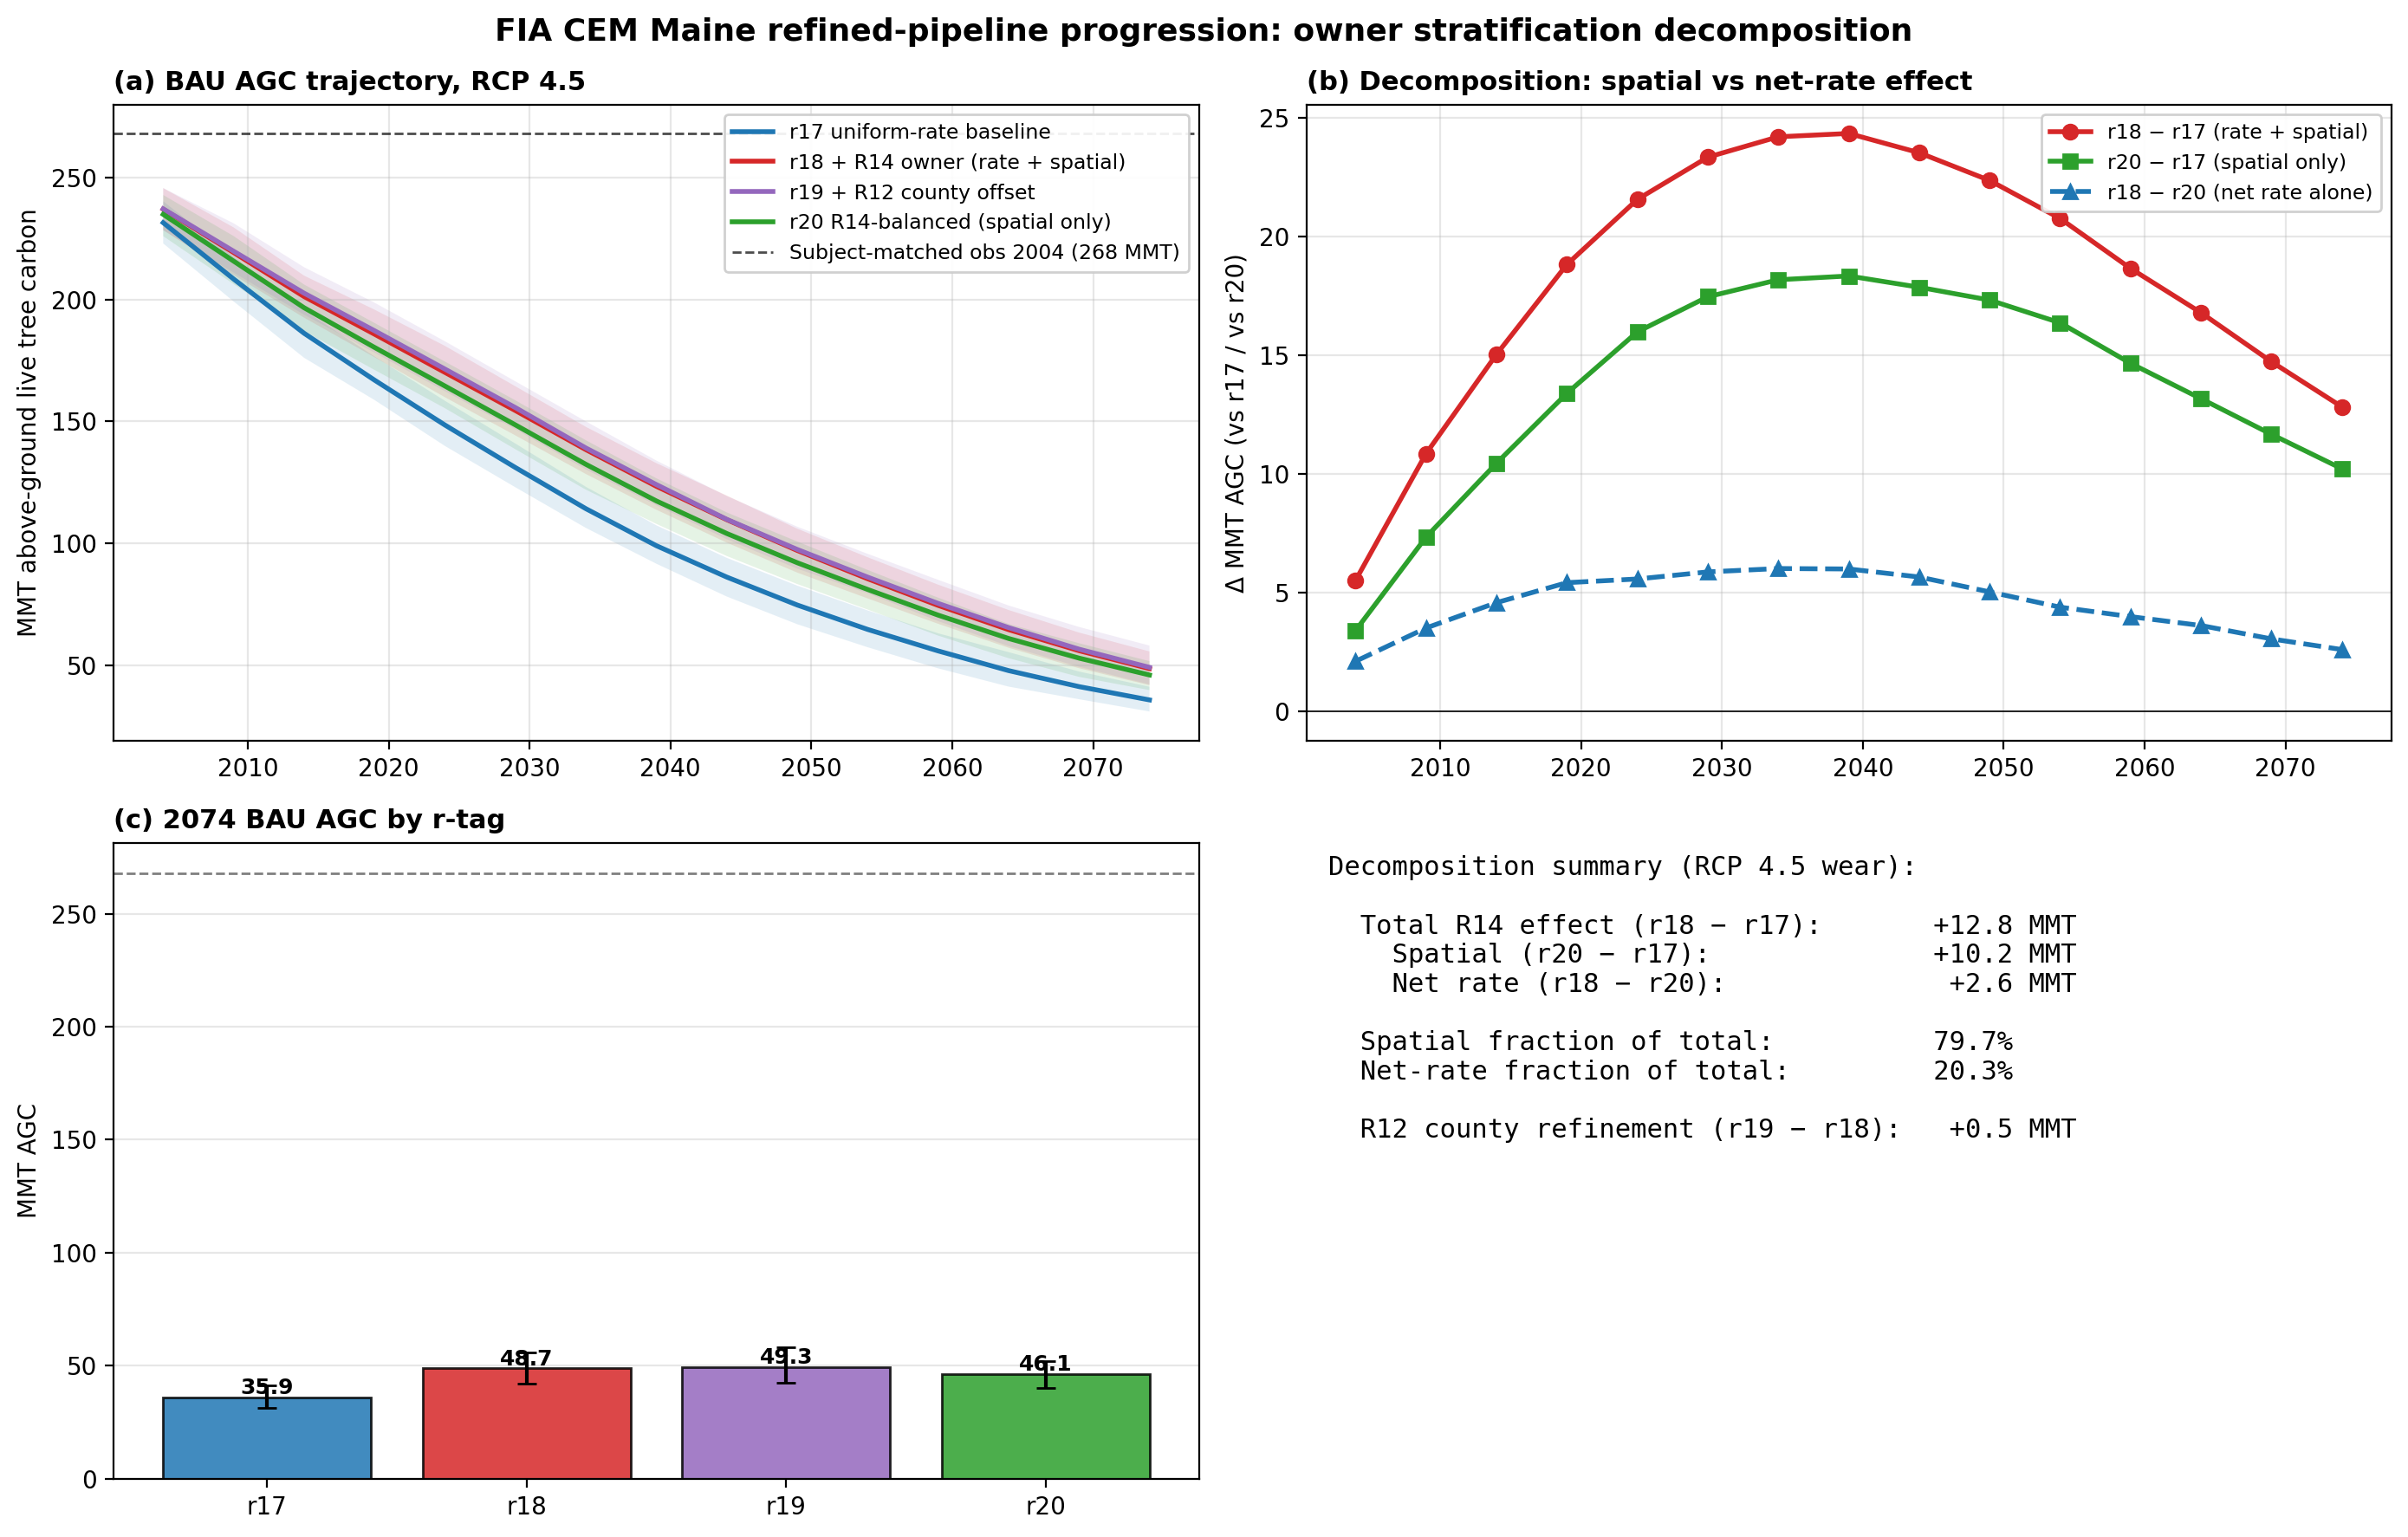 FIA CEM Maine refined-pipeline progression: owner stratification decomposition
(a) BAU AGC trajectory, RCP 4.5
MMT above-ground live tree carbon
250
200
150
100
50
r17 uniform-rate baseline
r18 + R14 owner (rate + spatial)
r19 + R12 county offset
r20 R14-balanced (spatial only)
Subject-matched obs 2004 (268 MMT)
2010 2020 2030 2040 2050 2060 2070
(b) Decomposition: spatial vs net-rate effect
Δ MMT AGC (vs r17 / vs r20)
25
20
15
10
5
0
r18 − r17 (rate + spatial)
r20 − r17 (spatial only)
r18 − r20 (net rate alone)
2010 2020 2030 2040 2050 2060 2070
(c) 2074 BAU AGC by r-tag
MMT AGC
250
200
150
100
50
0
35.9 48.7 49.3 46.1
r17 r18 r19 r20
Decomposition summary (RCP 4.5 wear):
Total R14 effect (r18 − r17): +12.8 MMT
Spatial (r20 − r17): +10.2 MMT
Net rate (r18 − r20): +2.6 MMT
Spatial fraction of total: 79.7%
Net-rate fraction of total: 20.3%
R12 county refinement (r19 − r18): +0.5 MMT